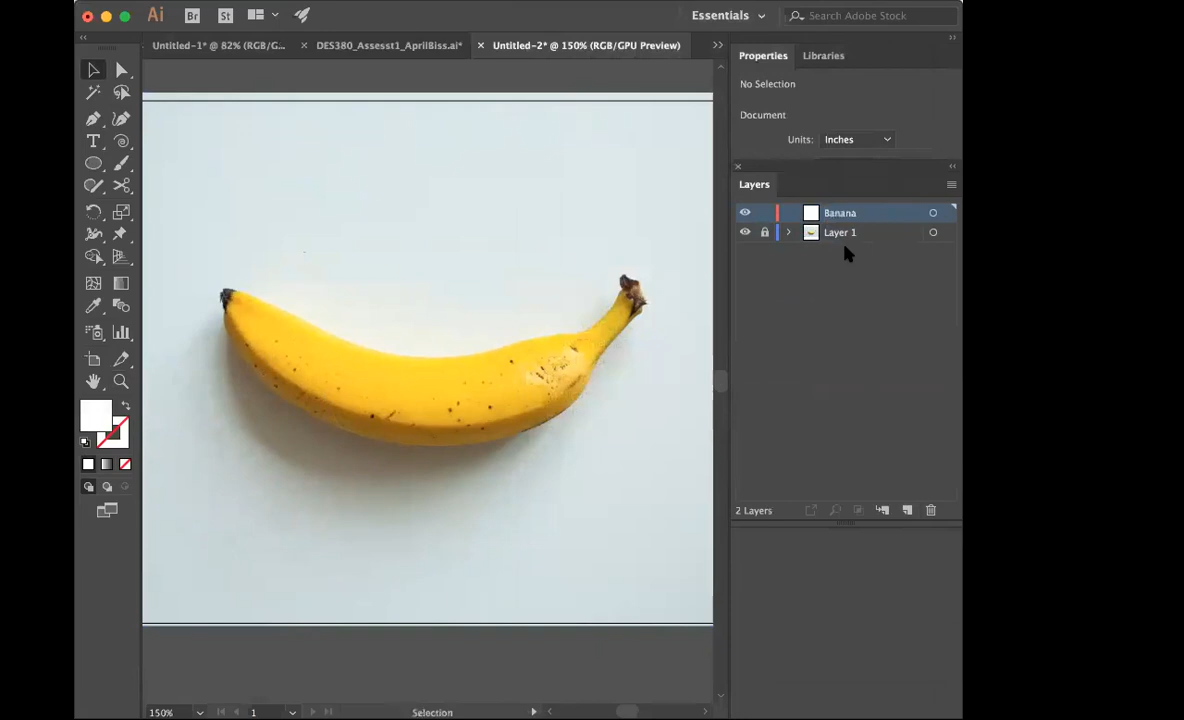 Ai Br St Essentials Search Adobe Stock
Untitled-1* @ 82% (RGB/G... DES380_Assesst1_AprilBiss.ai* Untitled-2* @ 150% (RGB/GPU Preview)
Properties Libraries
No Selection
Document
Units: Inches
Layers
Banana
Layer 1
T
2 Layers
150% 1 Selection